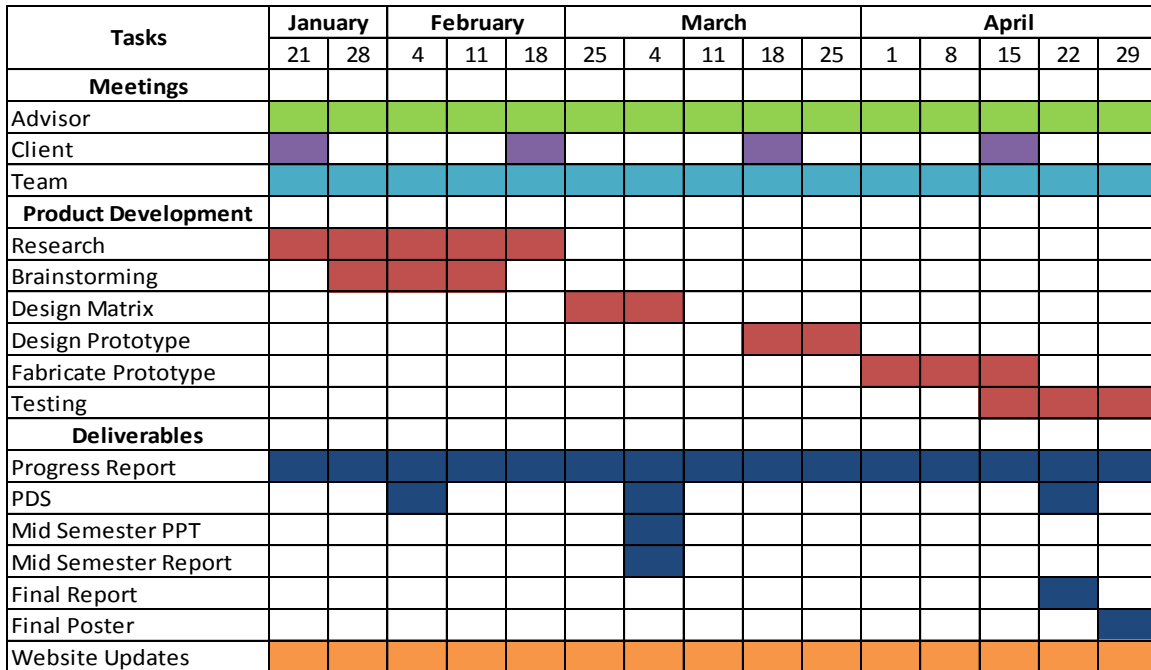 Tasks January February March April
21 28 4 11 18 25 4 11 18 25 1 8 15 22 29
Meetings
Advisor
Client
Team
Product Development
Research
Brainstorming
Design Matrix
Design Prototype
Fabricate Prototype
Testing
Deliverables
Progress Report
PDS
Mid Semester PPT
Mid Semester Report
Final Report
Final Poster
Website Updates